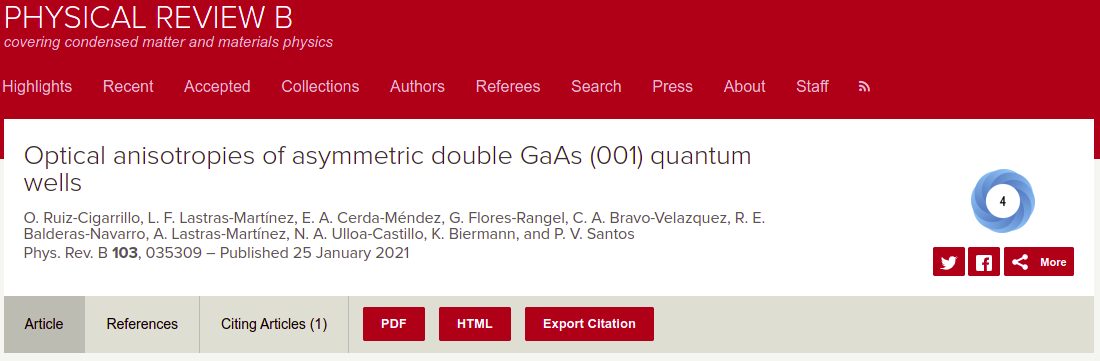 PHYSICAL REVIEW B
covering condensed matter and materials physics
Highlights Recent Accepted Collections Authors Referees Search Press About Staff
Optical anisotropies of asymmetric double GaAs (001) quantum
wells
O. Ruiz-Cigarrillo, L. F. Lastras-Martínez, E. A. Cerda-Méndez, G. Flores-Rangel, C. A. Bravo-Velazquez, R. E.
Balderas-Navarro, A. Lastras-Martínez, N. A. Ulloa-Castillo, K. Biermann, and P. V. Santos
Phys. Rev. B 103, 035309 – Published 25 January 2021
4
More
Article References Citing Articles (1) PDF HTML Export Citation